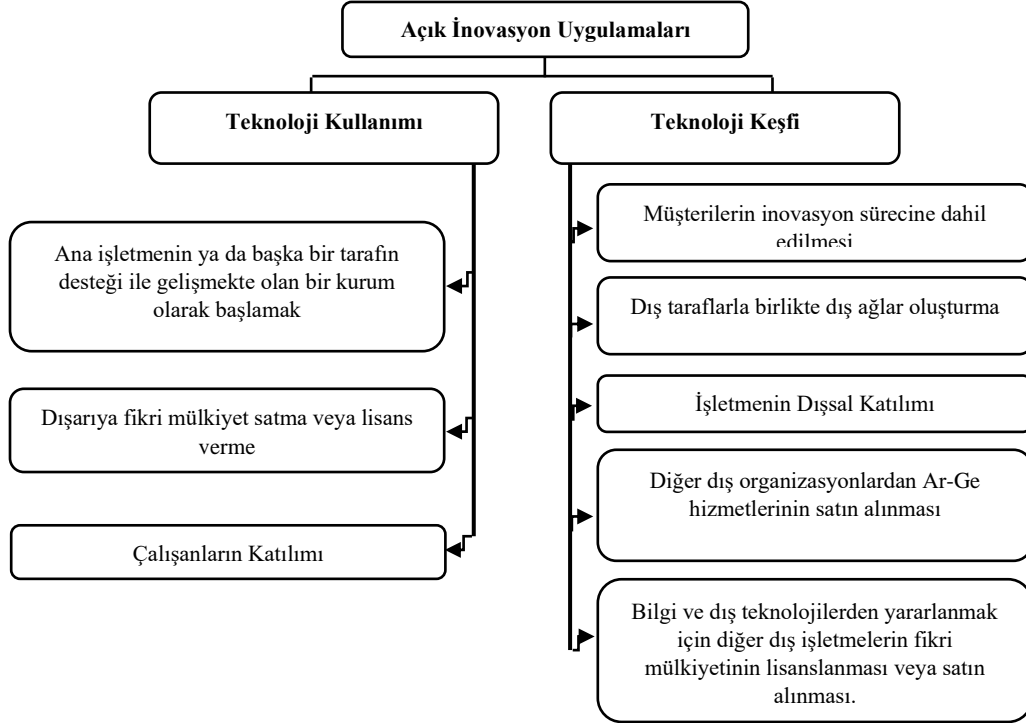 Açık İnovasyon Uygulamaları
Teknoloji Kullanımı
Ana işletmenin ya da başka bir tarafın
desteği ile gelişmekte olan bir kurum
olarak başlamak
Dışarıya fikri mülkiyet satma veya lisans
verme
Çalışanların Katılımı
Teknoloji Keşfi
Müşterilerin inovasyon sürecine dahil
edilmesi
Dış taraflarla birlikte dış ağlar oluşturma
İşletmenin Dışsal Katılımı
Diğer dış organizasyonlardan Ar-Ge
hizmetlerinin satın alınması
Bilgi ve dış teknolojilerden yararlanmak
için diğer dış işletmelerin fikri
mülkiyetinin lisanslanması veya satın
alınması.